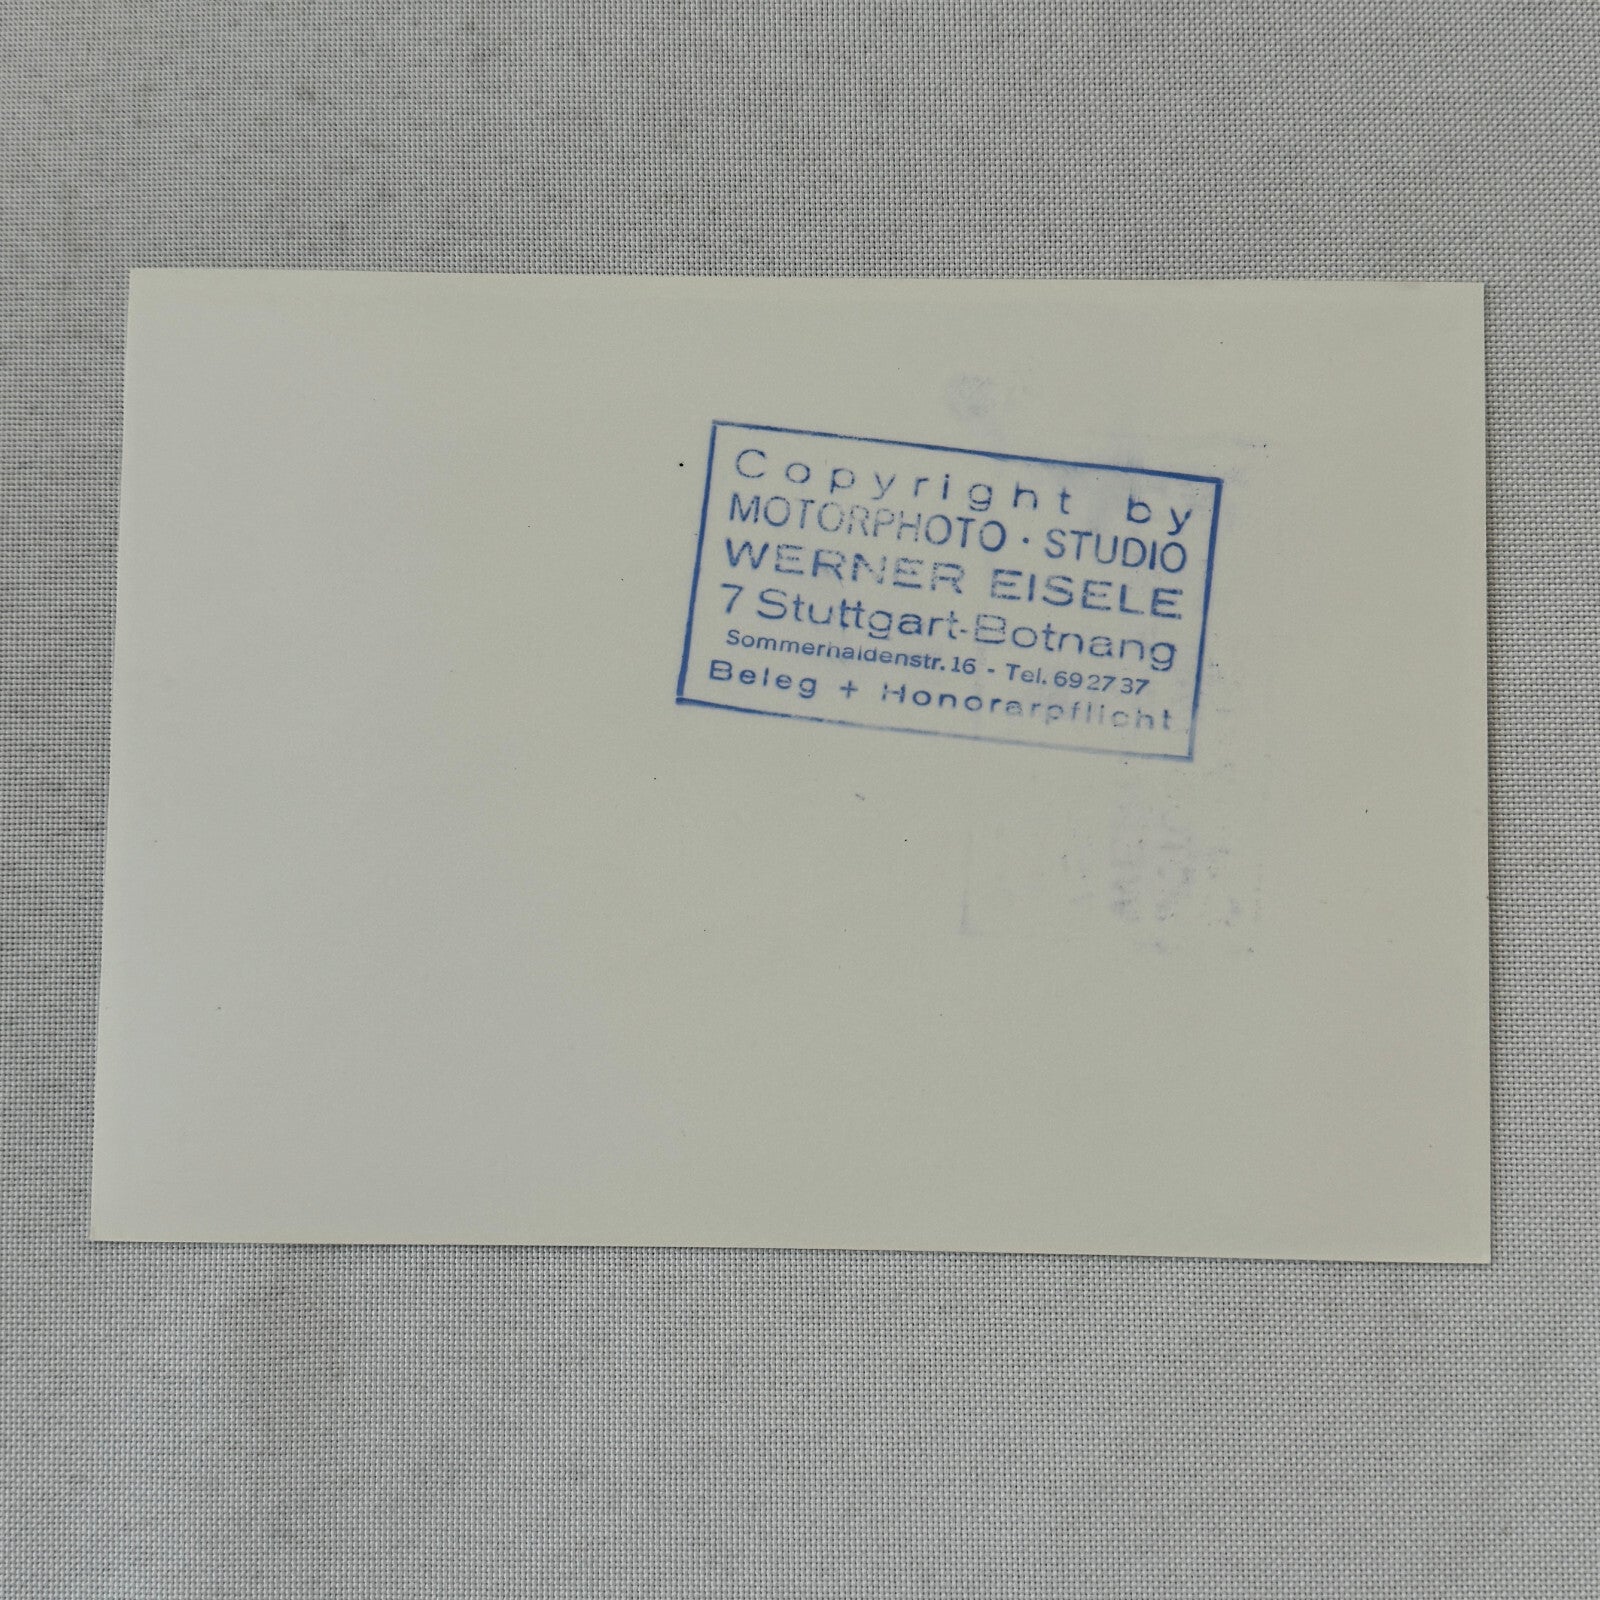 Copyright by
MOTORPHOTO · STUDIO
WERNER EISELE
7 Stuttgart-Botnang
Sommerhaldenstr. 16 - Tel. 69 27 37
Beleg + Honorarpflicht